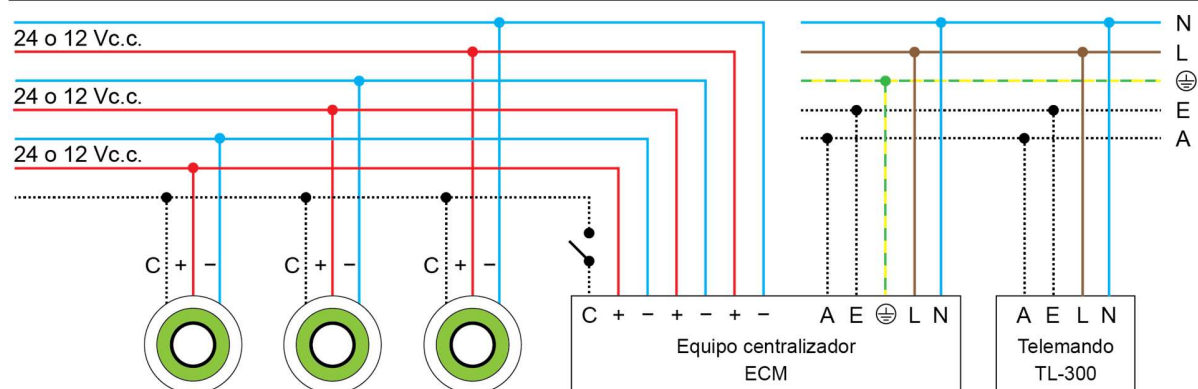 N
24 o 12 Vc.c.
L
24 o 12 Vc.c.
E
A
24 o 12 Vc.c.
C + − C + − C + −
C + − + − + − A E L N A E L N
Equipo centralizador
ECM
Telemando
TL-300